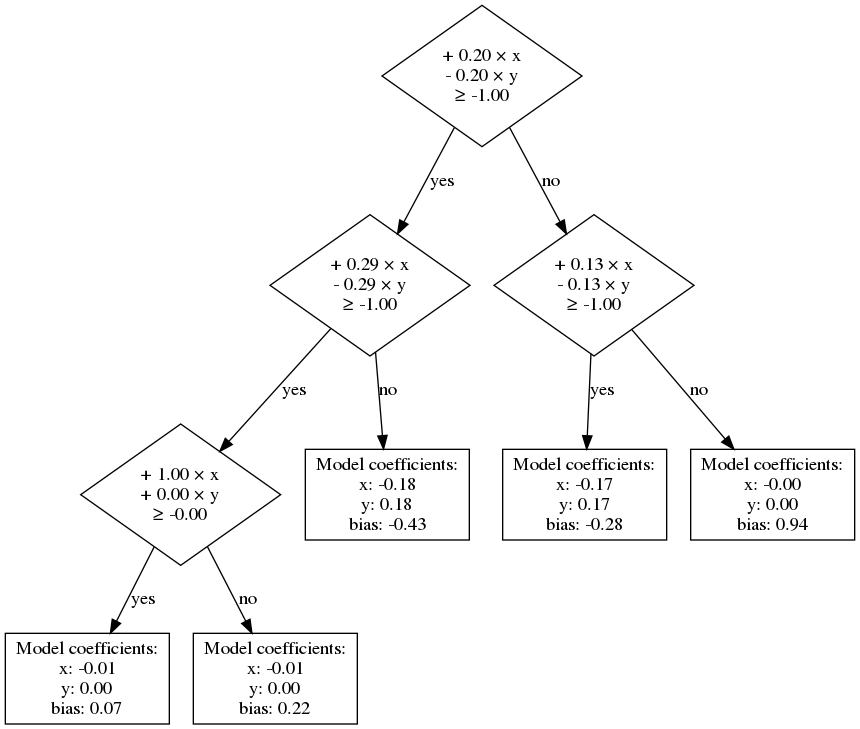 + 0.20 × x
- 0.20 × y
≥ -1.00
yes
no
+ 0.29 × x
- 0.29 × y
≥ -1.00
+ 0.13 × x
- 0.13 × y
≥ -1.00
yes
no
yes
no
+ 1.00 × x
+ 0.00 × y
≥ -0.00
Model coefficients:
x: -0.18
y: 0.18
bias: -0.43
Model coefficients:
x: -0.17
y: 0.17
bias: -0.28
Model coefficients:
x: -0.00
y: 0.00
bias: 0.94
yes
no
Model coefficients:
x: -0.01
y: 0.00
bias: 0.07
Model coefficients:
x: -0.01
y: 0.00
bias: 0.22